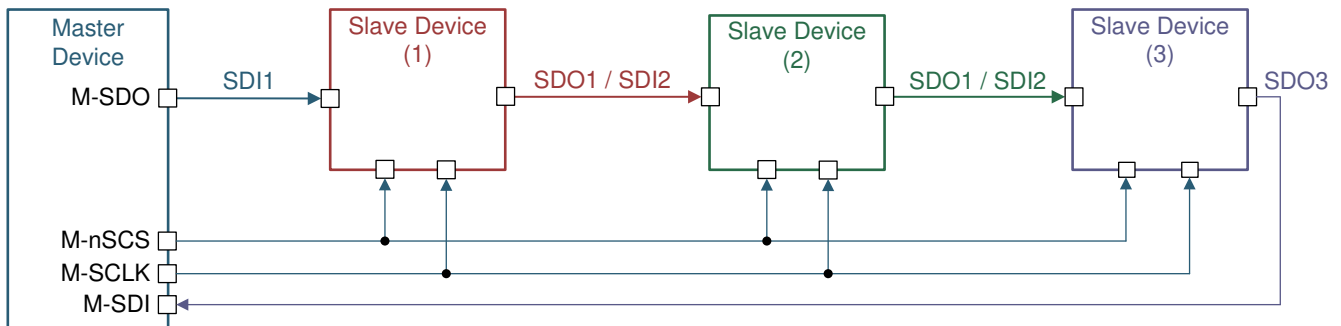 Master
Device
Slave Device
(1)
Slave Device
(2)
Slave Device
(3)
M-SDO
SDI1
SDO1 / SDI2
SDO1 / SDI2
SDO3
M-nSCS
M-SCLK
M-SDI